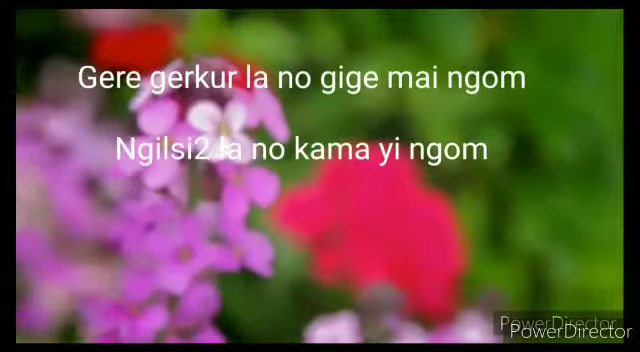 Gere gerkur la no gige mai ngom
Ngilsi2 la no kama yi ngom
PowerDirector
PowerDirector